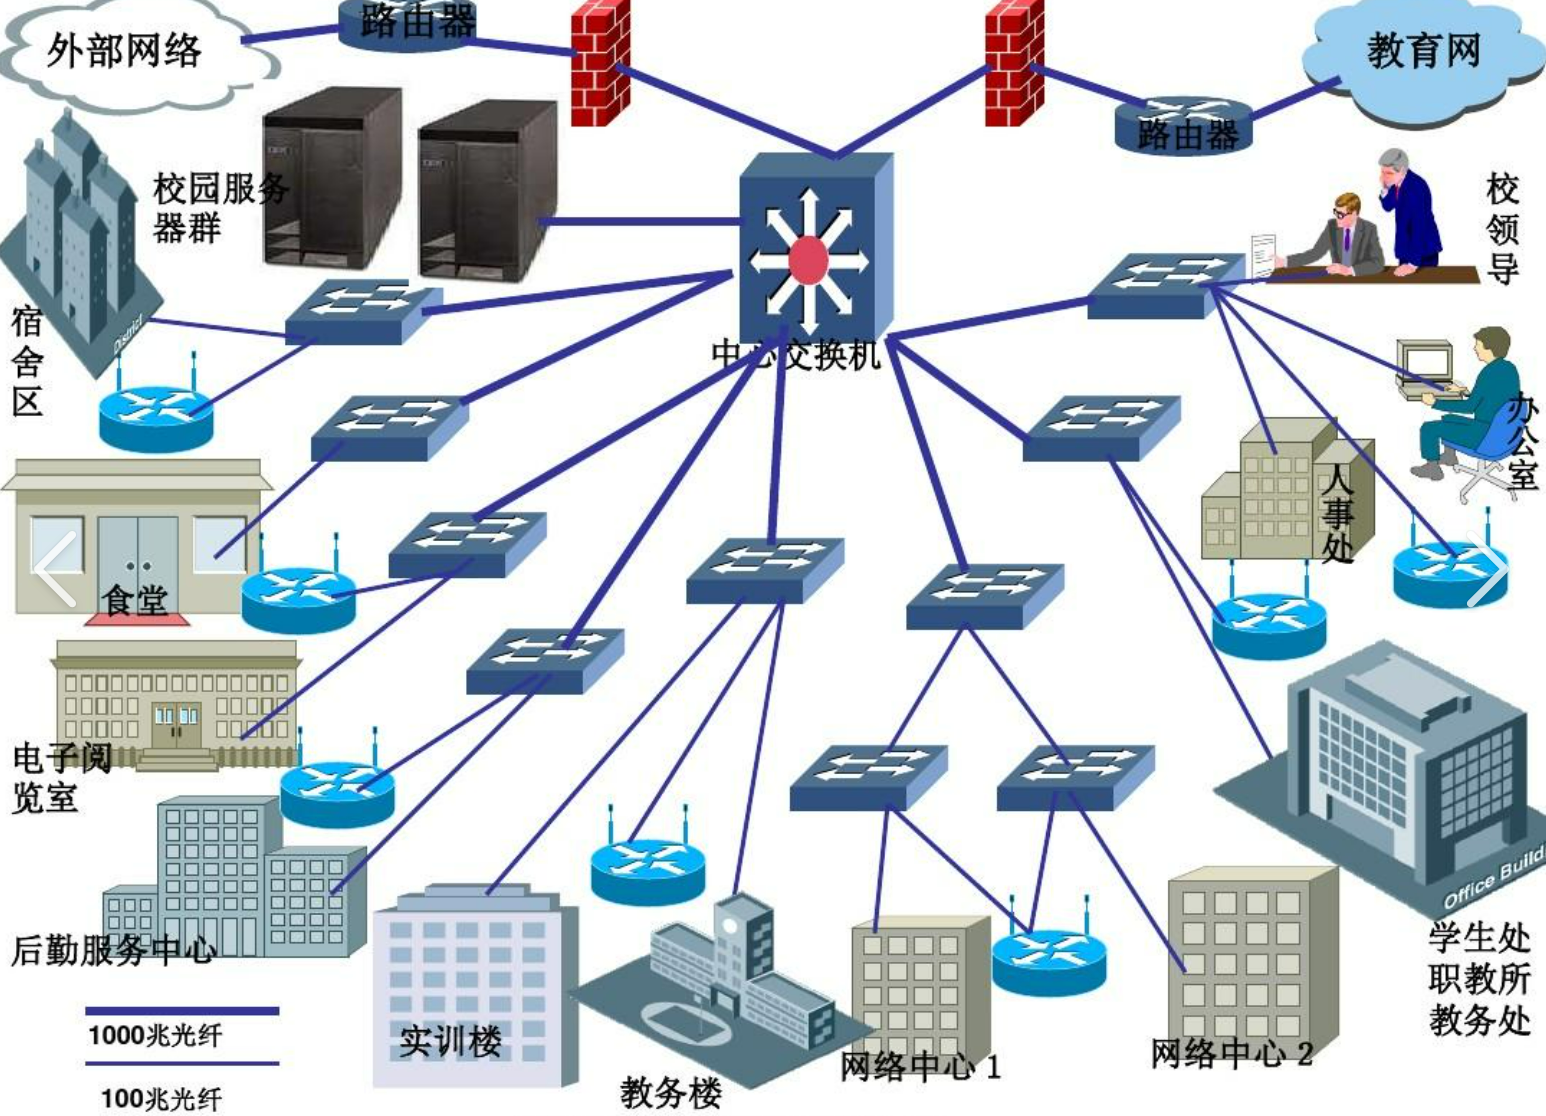 外部网络
路由器
教育网
路由器
校园服务
器群
校
领
导
宿
舍
区
District
中心交换机
办
公
室
人
事
处
食堂
电子阅
览室
后勤服务中心
Office Build
学生处
职教所
教务处
1000兆光纤
100兆光纤
实训楼
教务楼
网络中心 1
网络中心 2